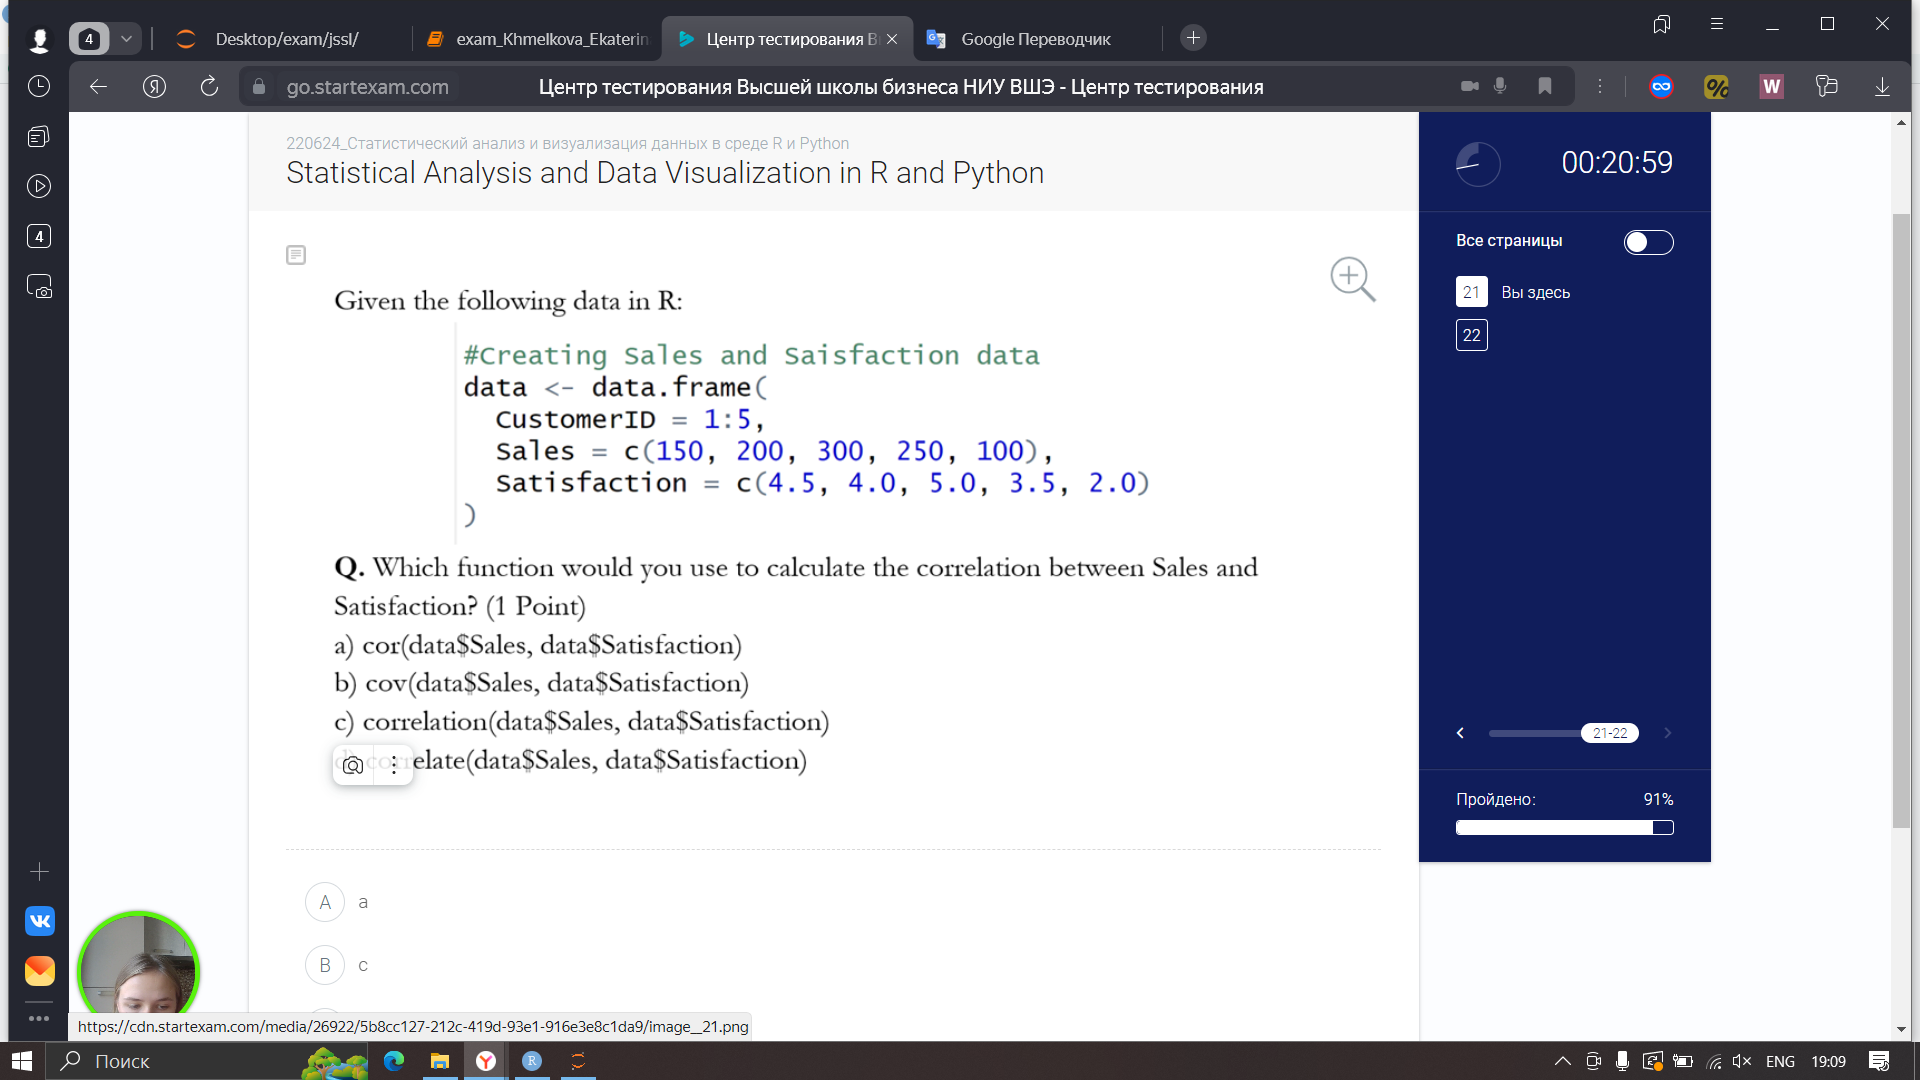 4
Desktop/exam/jssl/
exam_Khmelkova_Ekaterin
Центр тестирования В
Google Переводчик
Я
go.startexam.com
Центр тестирования Высшей школы бизнеса НИУ ВШЭ - Центр тестирования
%
W
4
220624_Статистический анализ и визуализация данных в среде R и Python
Statistical Analysis and Data Visualization in R and Python
00:20:59
Все страницы
21 Вы здесь
22
Given the following data in R:
#Creating Sales and Saisfaction data
data <- data.frame(
CustomerID = 1:5,
Sales = c(150, 200, 300, 250, 100),
Satisfaction = c(4.5, 4.0, 5.0, 3.5, 2.0)
)
Q. Which function would you use to calculate the correlation between Sales and
Satisfaction? (1 Point)
a) cor(data$Sales, data$Satisfaction)
b) cov(data$Sales, data$Satisfaction)
c) correlation(data$Sales, data$Satisfaction)
d) correlate(data$Sales, data$Satisfaction)
21-22
Пройдено: 91%
A a
B c
https://cdn.startexam.com/media/26922/5b8cc127-212c-419d-93e1-916e3e8c1da9/image__21.png
Поиск
Y
R
ENG
19:09